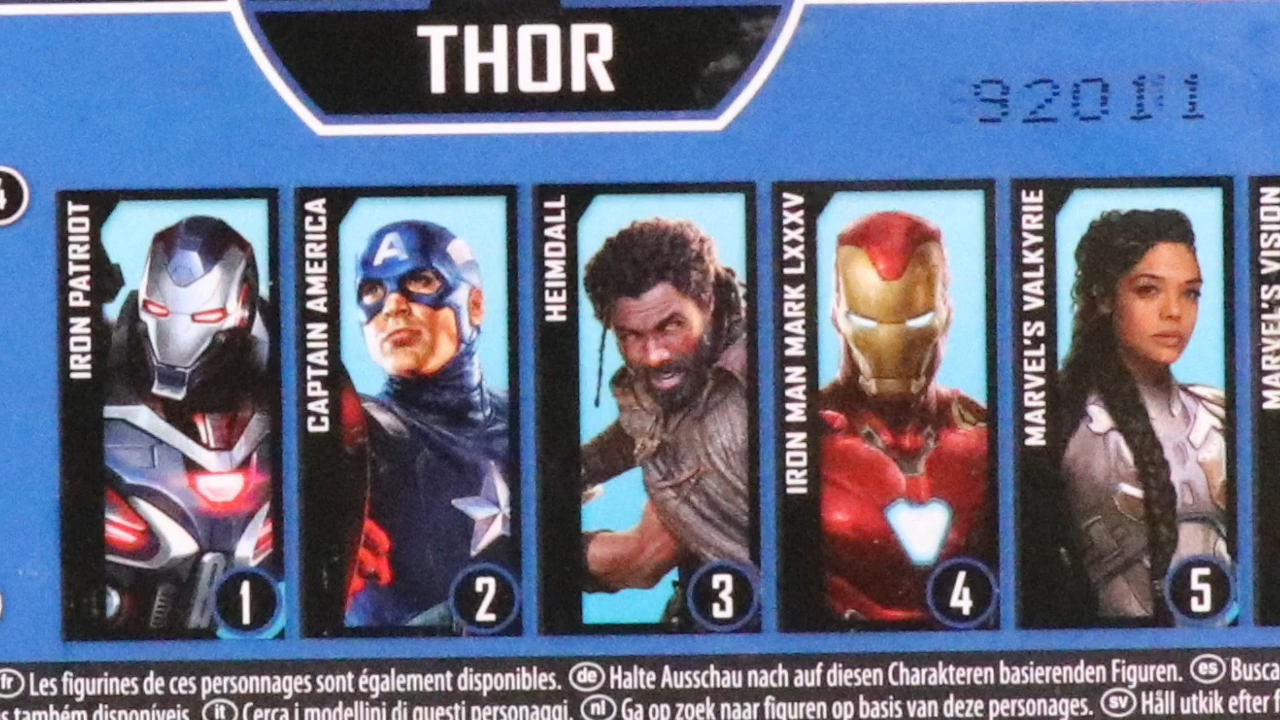 THOR
82011
4
IRON PATRIOT
1
CAPTAIN AMERICA
2
HEIMDALL
3
IRON MAN MARK LXXXV
4
MARVEL'S VALKYRIE
5
MARVEL'S VISION
fr Les figurines de ces personnages sont également disponibles. de Halte Ausschau nach auf diesen Charakteren basierenden Figuren. es Busca
s também disponíveis. it Cerca i modellini di questi personaggi. nl Ga op zoek naar figuren op basis van deze personages. sv Håll utkik efter f